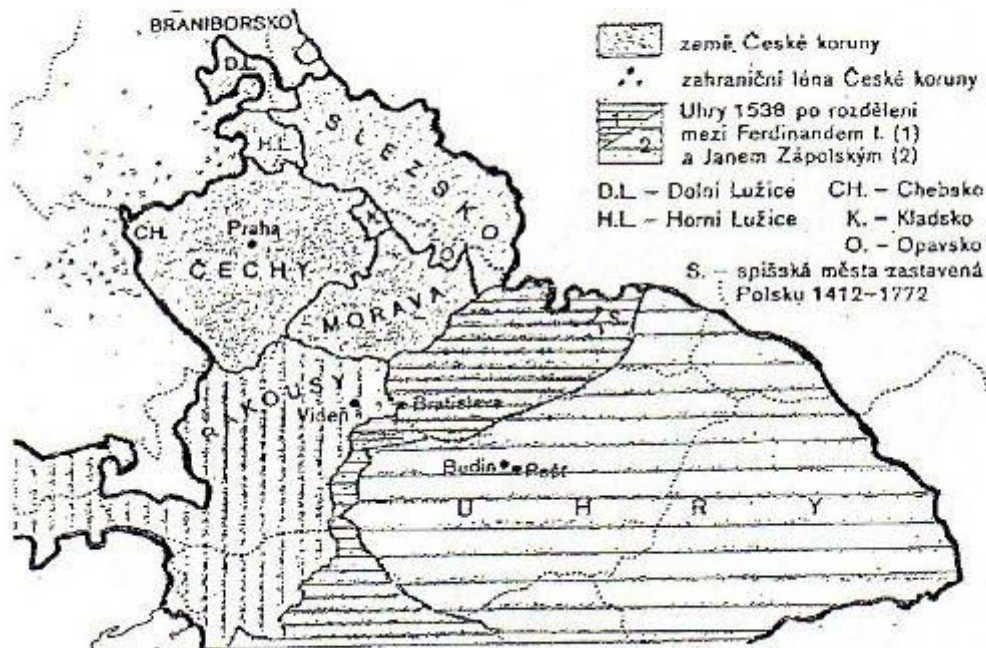 BRANIBORSKO
D.L.
SLEZSKO
H.L.
CH.
Praha
K.
O.
ČECHY
MORAVA
S.
RAKOUSY
Vídeň
Bratislava
Budín
Pešť
UHRY
země České koruny
zahraniční léna České koruny
1
2
Uhry 1538 po rozdělení
mezi Ferdinandem I. (1)
a Janem Zápolským (2)
D.L. – Dolní Lužice CH. – Chebsko
H.L. – Horní Lužice K. – Kladsko
O. – Opavsko
S. – spišská města zastavená
Polsku 1412–1772